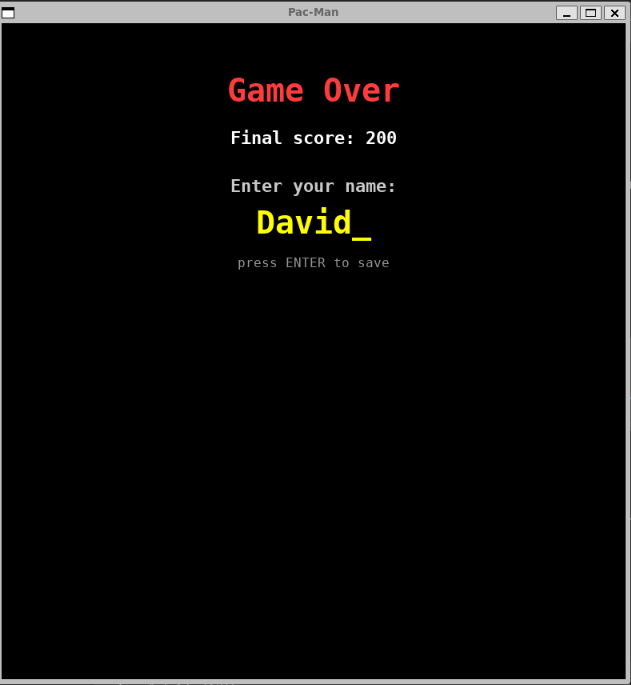 Pac-Man
Game Over
Final score: 200
Enter your name:
David_
press ENTER to save